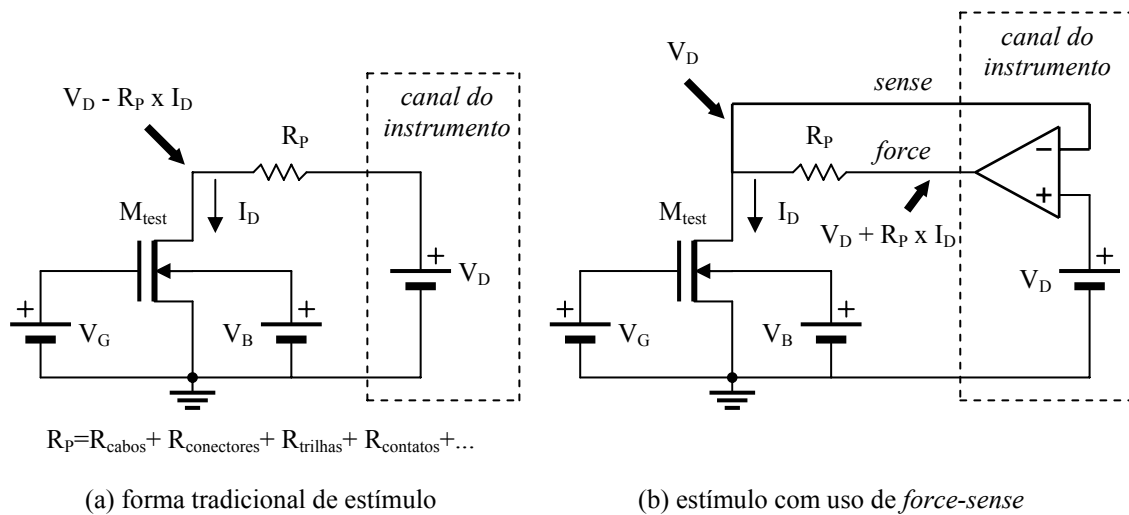 V_D - R_P x I_D
canal do
instrumento
R_P
M_test
I_D
+
V_D
+
V_G
+
V_B
R_P=R_cabos+ R_conectores+ R_trilhas+ R_contatos+...
(a) forma tradicional de estímulo
V_D
canal do
instrumento
sense
R_P
force
−
+
M_test
I_D
V_D + R_P x I_D
+
V_D
+
V_G
+
V_B
(b) estímulo com uso de force-sense